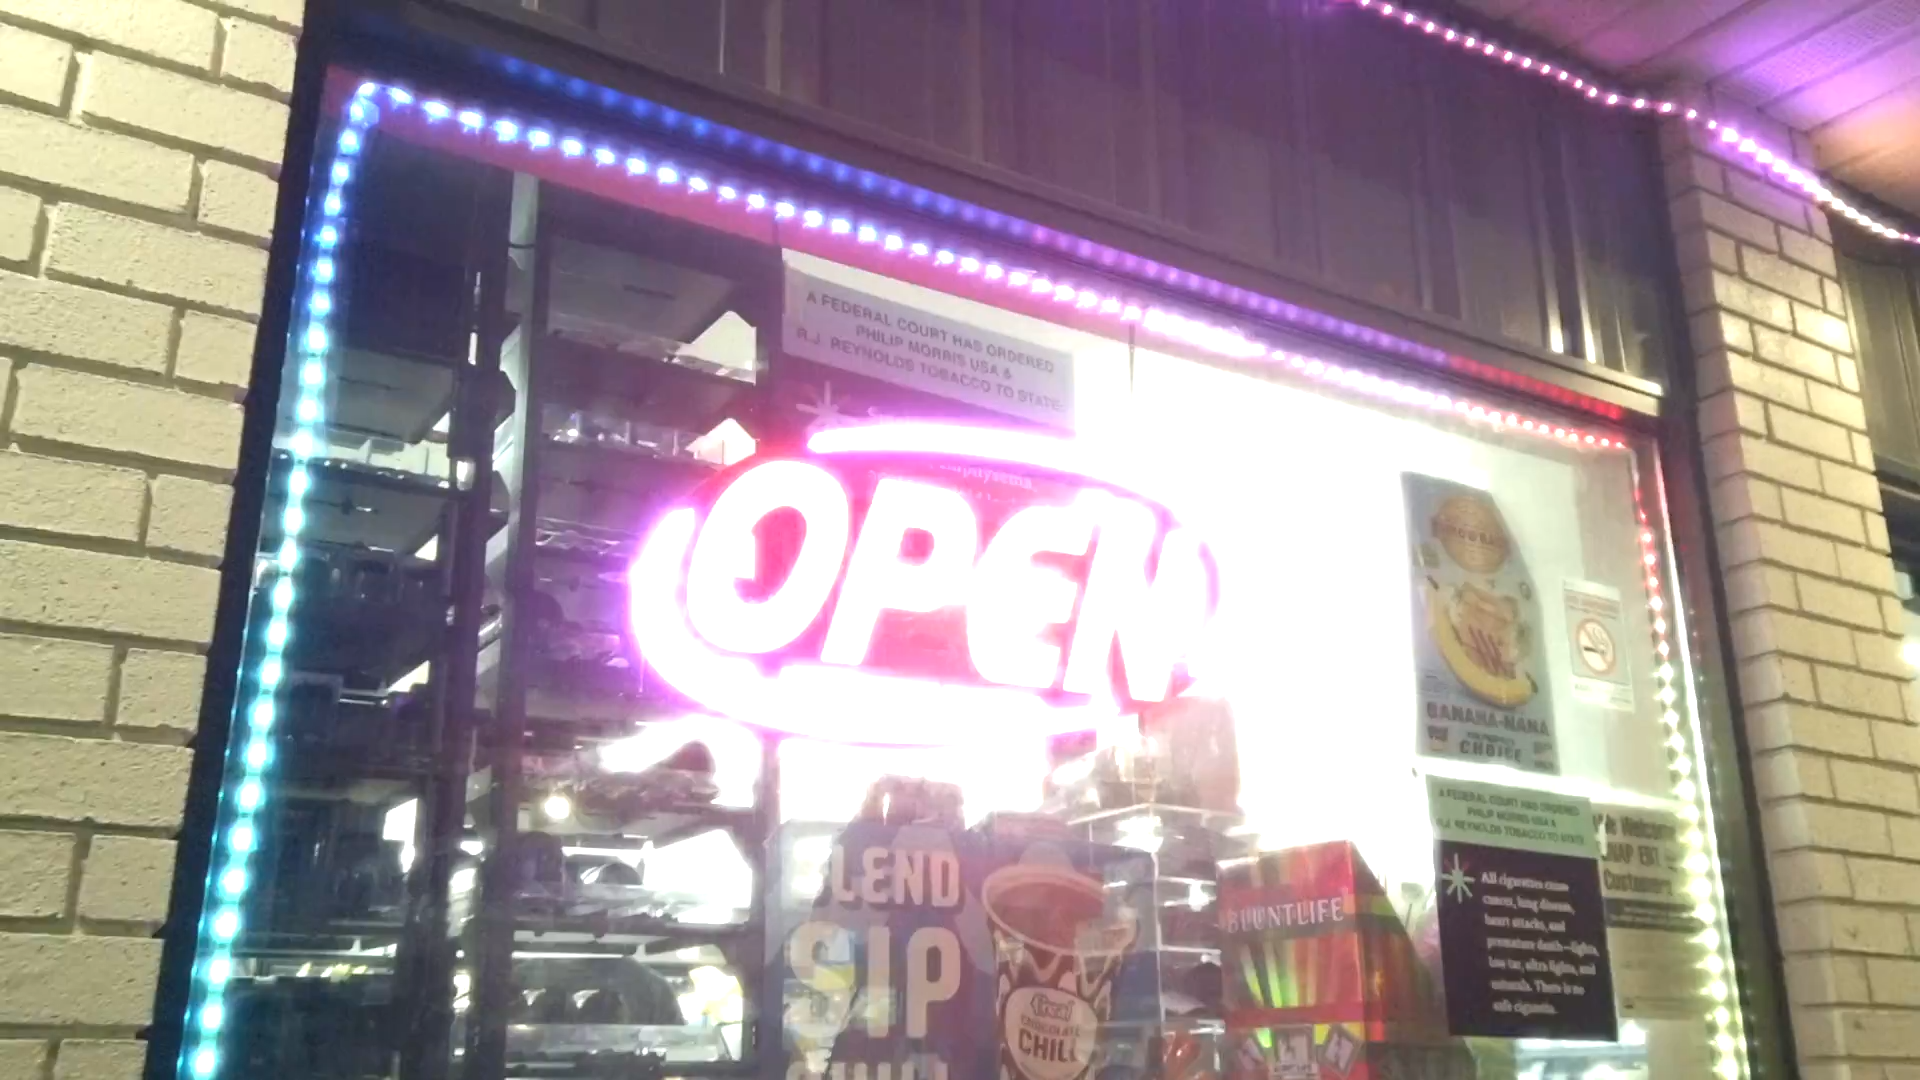 A FEDERAL COURT HAS ORDERED
PHILIP MORRIS USA &
R.J. REYNOLDS TOBACCO TO STATE:
emphysema,
OPEN
BANANA-NANA
CHOICE
A FEDERAL COURT HAS ORDERED
PHILIP MORRIS USA &
R.J. REYNOLDS TOBACCO TO STATE:
All cigarettes cause
cancer, lung disease,
heart attacks, and
premature death—lights,
low tar, ultra lights, and
naturals. There is no
safe cigarette.
Welcome
SNAP EBT
Customers
BLEND
SIP
CHILL
f'real
CHOCOLATE
CHILL
BLUNTLIFE